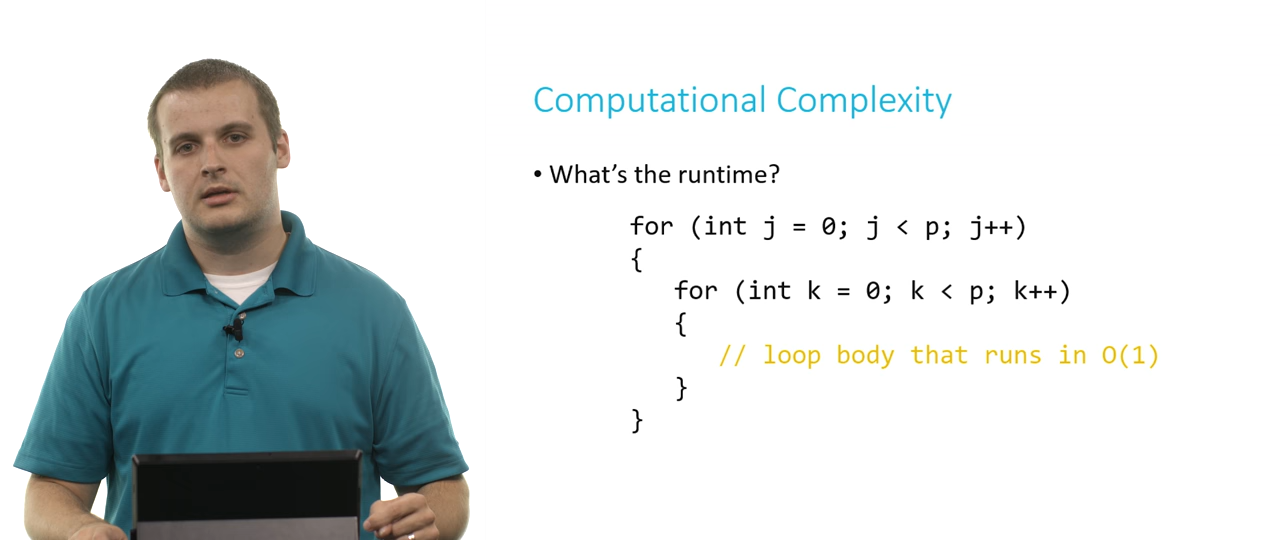 Computational Complexity
• What’s the runtime?
for (int j = 0; j < p; j++)
{
for (int k = 0; k < p; k++)
{
// loop body that runs in O(1)
}
}